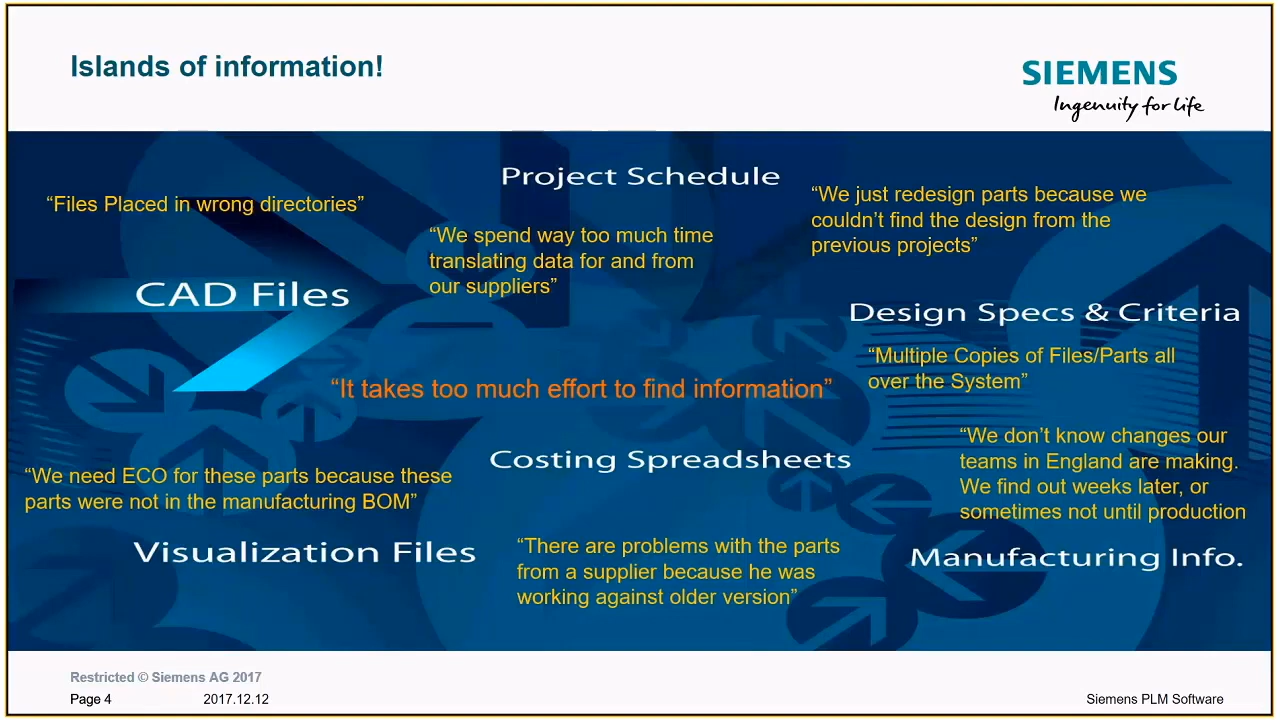 Islands of information!
SIEMENS
Ingenuity for life
Project Schedule
“Files Placed in wrong directories”
“We just redesign parts because we
couldn’t find the design from the
previous projects”
“We spend way too much time
translating data for and from
our suppliers”
CAD Files
Design Specs & Criteria
“Multiple Copies of Files/Parts all
over the System”
“It takes too much effort to find information”
“We don’t know changes our
teams in England are making.
We find out weeks later, or
sometimes not until production
Costing Spreadsheets
“We need ECO for these parts because these
parts were not in the manufacturing BOM”
Visualization Files
“There are problems with the parts
from a supplier because he was
working against older version”
Manufacturing Info.
Restricted © Siemens AG 2017
Page 4
2017.12.12
Siemens PLM Software